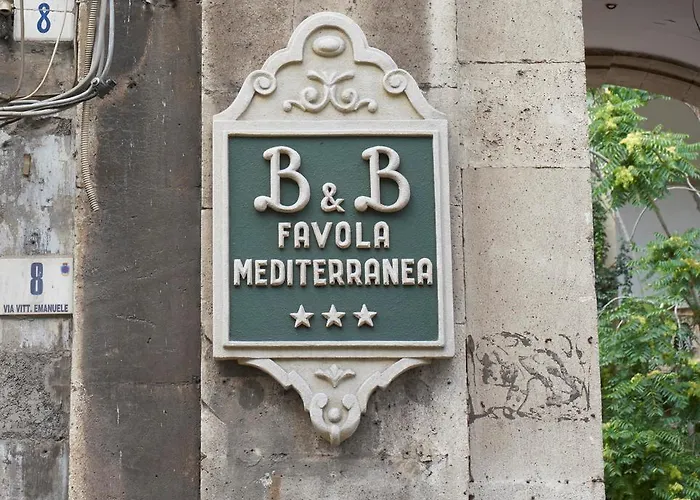 8
B & B
FAVOLA
MEDITERRANEA
8
VIA VITT. EMANUELE